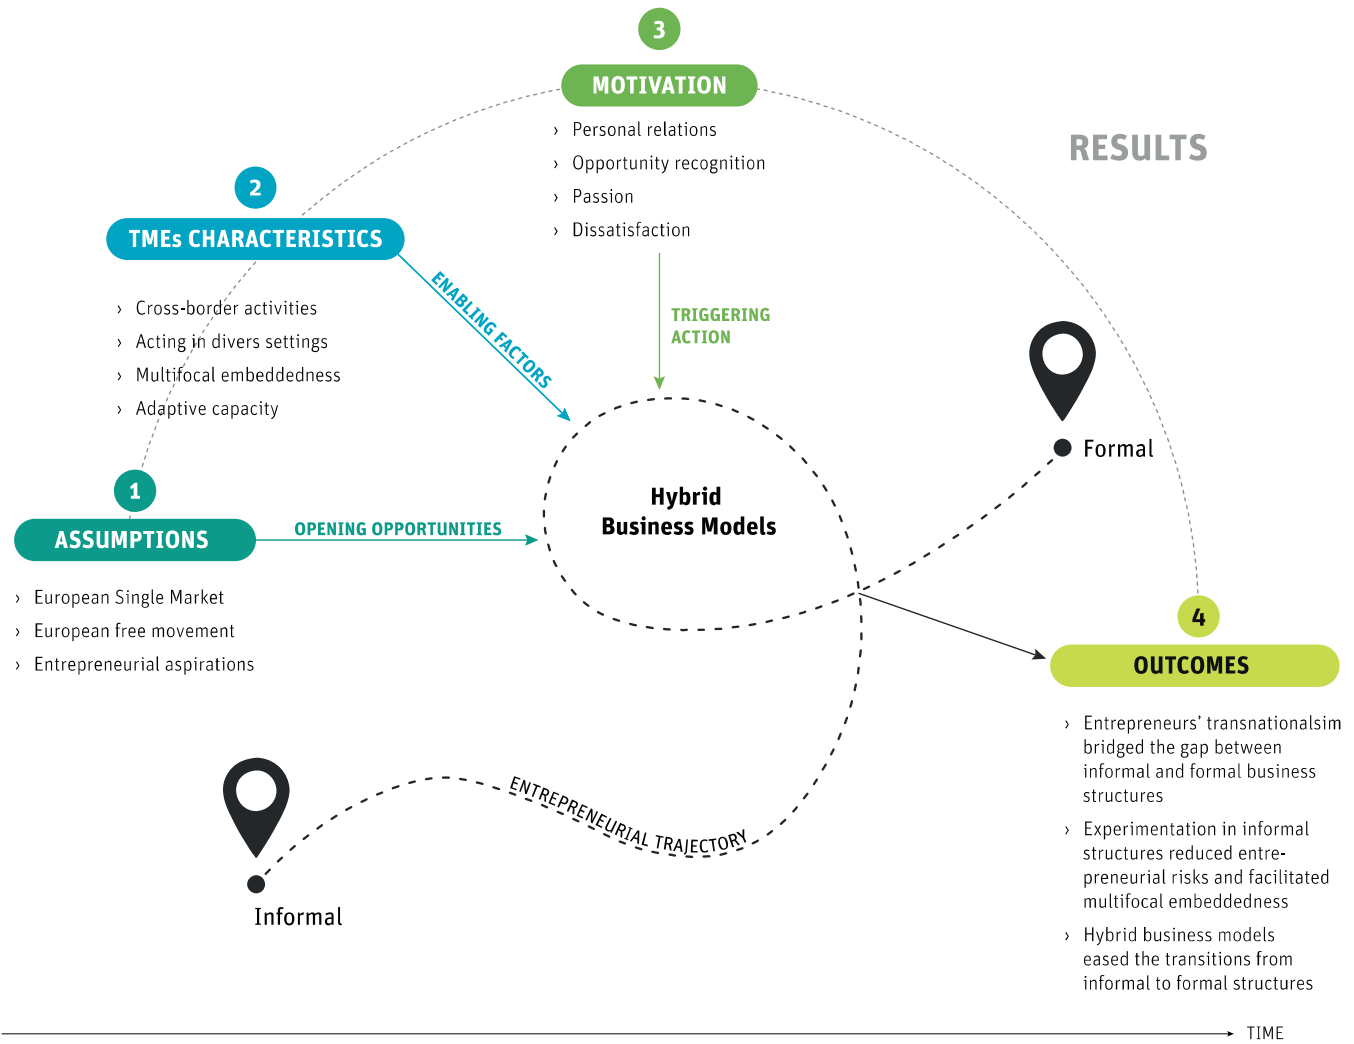 3
MOTIVATION
› Personal relations
› Opportunity recognition
› Passion
› Dissatisfaction
RESULTS
2
TMEs CHARACTERISTICS
› Cross-border activities
› Acting in divers settings
› Multifocal embeddedness
› Adaptive capacity
ENABLING FACTORS
TRIGGERING
ACTION
1
ASSUMPTIONS
OPENING OPPORTUNITIES
› European Single Market
› European free movement
› Entrepreneurial aspirations
Hybrid
Business Models
Formal
4
OUTCOMES
› Entrepreneurs’ transnationalsim
bridged the gap between
informal and formal business
structures
› Experimentation in informal
structures reduced entre-
preneurial risks and facilitated
multifocal embeddedness
› Hybrid business models
eased the transitions from
informal to formal structures
ENTREPRENEURIAL TRAJECTORY
Informal
TIME